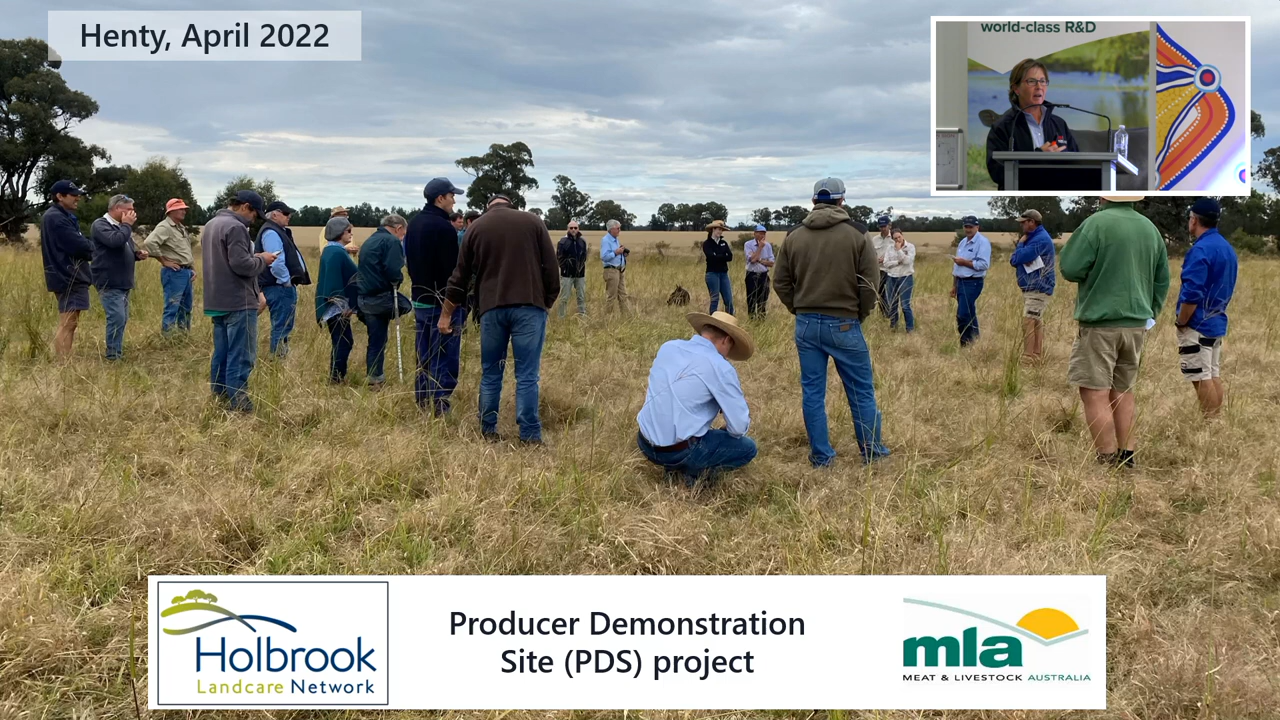 Henty, April 2022
world-class R&D
Holbrook
Landcare Network
Producer Demonstration
Site (PDS) project
mla
MEAT & LIVESTOCK AUSTRALIA